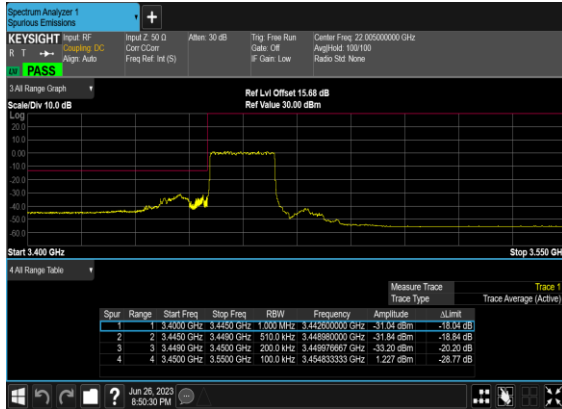 Spectrum Analyzer 1
Spurious Emissions
+
KEYSIGHT Input: RF Input Z: 50 Ω Atten: 30 dB Trig: Free Run Center Freq: 22.005000000 GHz
R T Coupling: DC Corr CCorr Gate: Off Avg|Hold: 100/100
Align: Auto Freq Ref: Int (S) IF Gain: Low Radio Std: None
LV PASS
3 All Range Graph
Ref Lvl Offset 15.68 dB
Scale/Div 10.0 dB Ref Value 30.00 dBm
Log
20.0
10.0
0.00
-10.0
-20.0
-30.0
-40.0
-50.0
-60.0
Start 3.400 GHz Stop 3.550 GH
4 All Range Table
Measure Trace Trace 1
Trace Type Trace Average (Active)
Spur Range Start Freq Stop Freq RBW Frequency Amplitude ΔLimit
1 1 3.4000 GHz 3.4450 GHz 1.000 MHz 3.442600000 GHz -31.04 dBm -18.04 dB
2 2 3.4450 GHz 3.4490 GHz 510.0 kHz 3.448980000 GHz -31.84 dBm -18.84 dB
3 3 3.4490 GHz 3.4500 GHz 200.0 kHz 3.449976667 GHz -33.20 dBm -20.20 dB
4 4 3.4500 GHz 3.5500 GHz 100.0 kHz 3.454833333 GHz 1.227 dBm -28.77 dB
? Jun 26, 2023
8:50:30 PM